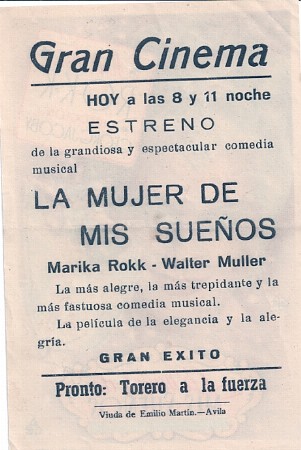 Gran Cinema
HOY a las 8 y 11 noche
ESTRENO
de la grandiosa y espectacular comedia
musical
LA MUJER DE
MIS SUEÑOS
Marika Rokk - Walter Muller
La más alegre, la más trepidante y la
más fastuosa comedia musical.
La película de la elegancia y la ale-
gría.
GRAN EXITO
Pronto: Torero a la fuerza
Viuda de Emilio Martín.—Avila